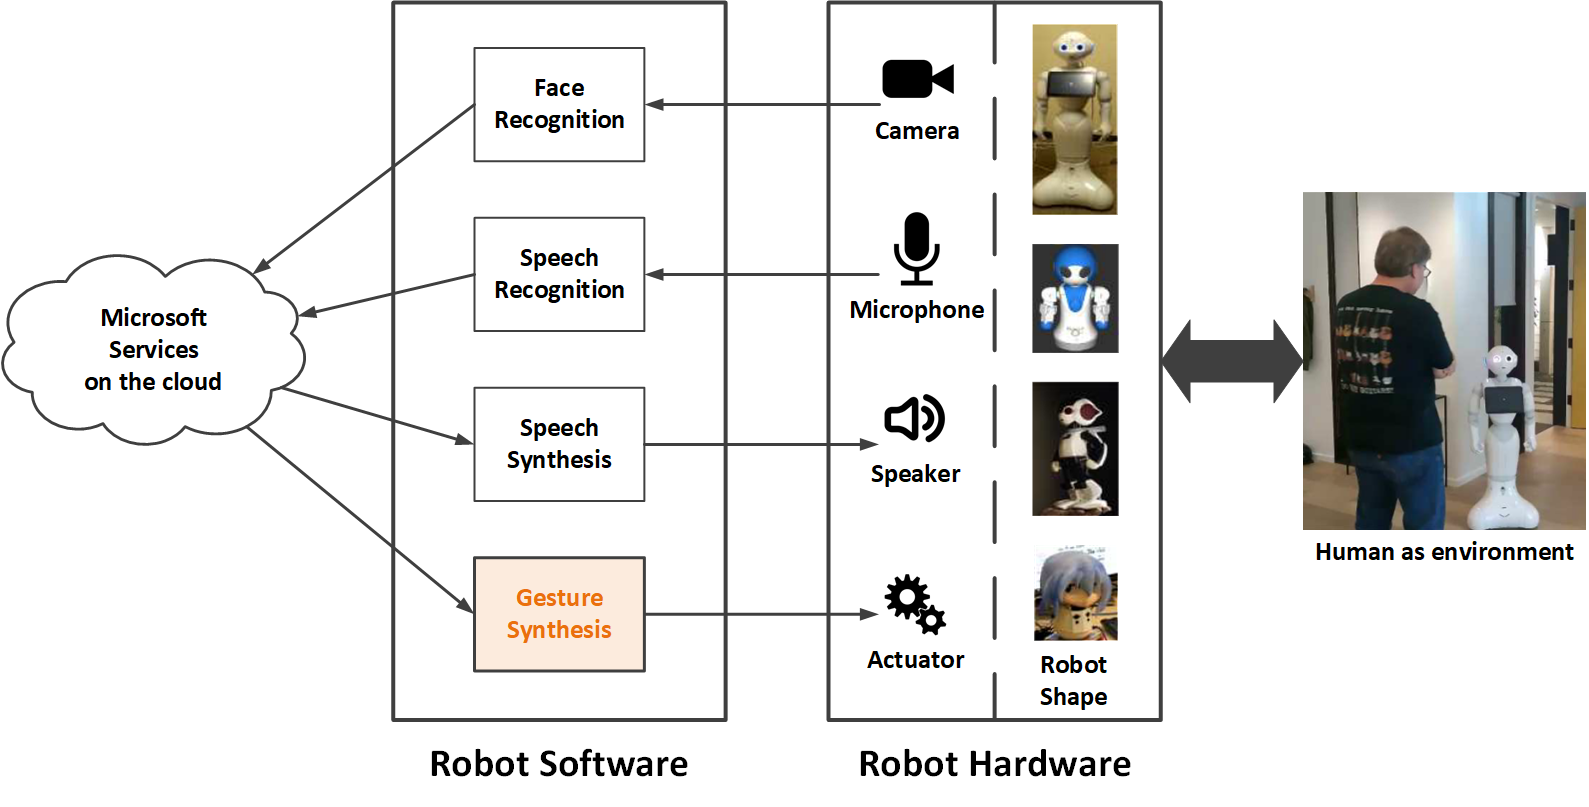 Face
Recognition
Camera
Speech
Recognition
Microphone
Microsoft
Services
on the cloud
Speech
Synthesis
Speaker
Gesture
Synthesis
Actuator
Robot
Shape
Human as environment
Robot Software
Robot Hardware